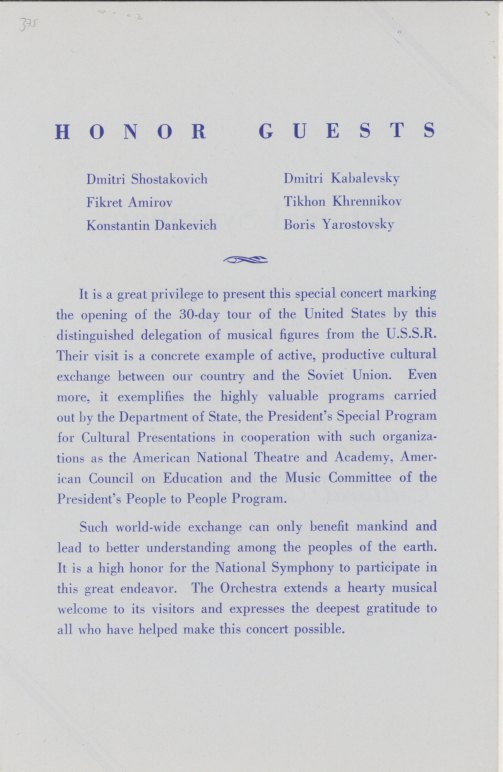 375
HONOR GUESTS
Dmitri Shostakovich Dmitri Kabalevsky
Fikret Amirov Tikhon Khrennikov
Konstantin Dankevich Boris Yarostovsky
It is a great privilege to present this special concert marking
the opening of the 30-day tour of the United States by this
distinguished delegation of musical figures from the U.S.S.R.
Their visit is a concrete example of active, productive cultural
exchange between our country and the Soviet Union. Even
more, it exemplifies the highly valuable programs carried
out by the Department of State, the President's Special Program
for Cultural Presentations in cooperation with such organiza-
tions as the American National Theatre and Academy, Amer-
ican Council on Education and the Music Committee of the
President's People to People Program.
Such world-wide exchange can only benefit mankind and
lead to better understanding among the peoples of the earth.
It is a high honor for the National Symphony to participate in
this great endeavor. The Orchestra extends a hearty musical
welcome to its visitors and expresses the deepest gratitude to
all who have helped make this concert possible.